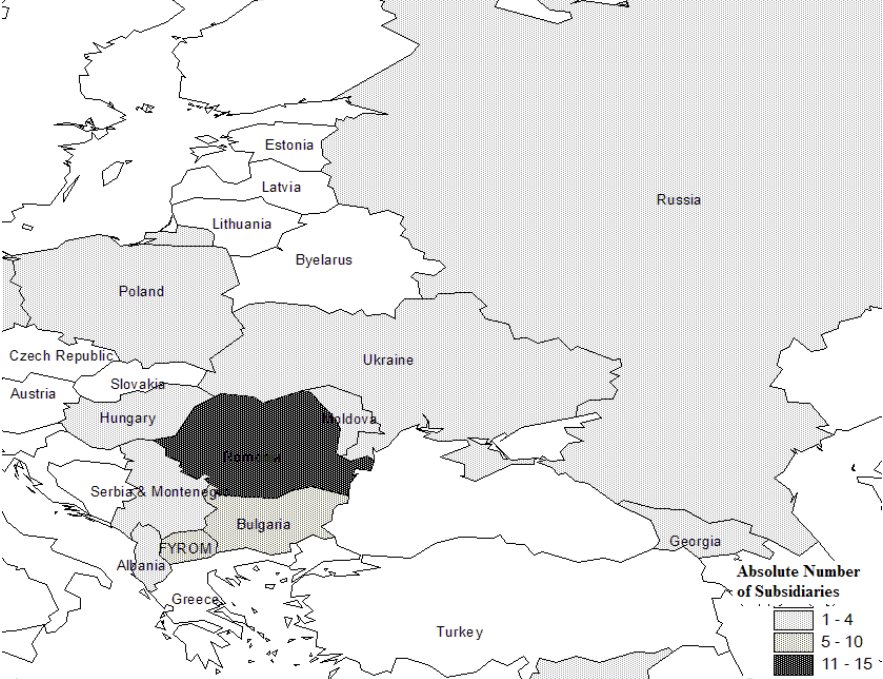 Estonia
Latvia
Russia
Lithuania
Byelarus
Poland
Czech Republic
Ukraine
Slovakia
Austria
Hungary
Moldova
Romania
Serbia & Montenegro
Bulgaria
Georgia
FYROM
Albania
Absolute Number
of Subsidiaries
Greece
1 - 4
Turkey
5 - 10
11 - 15